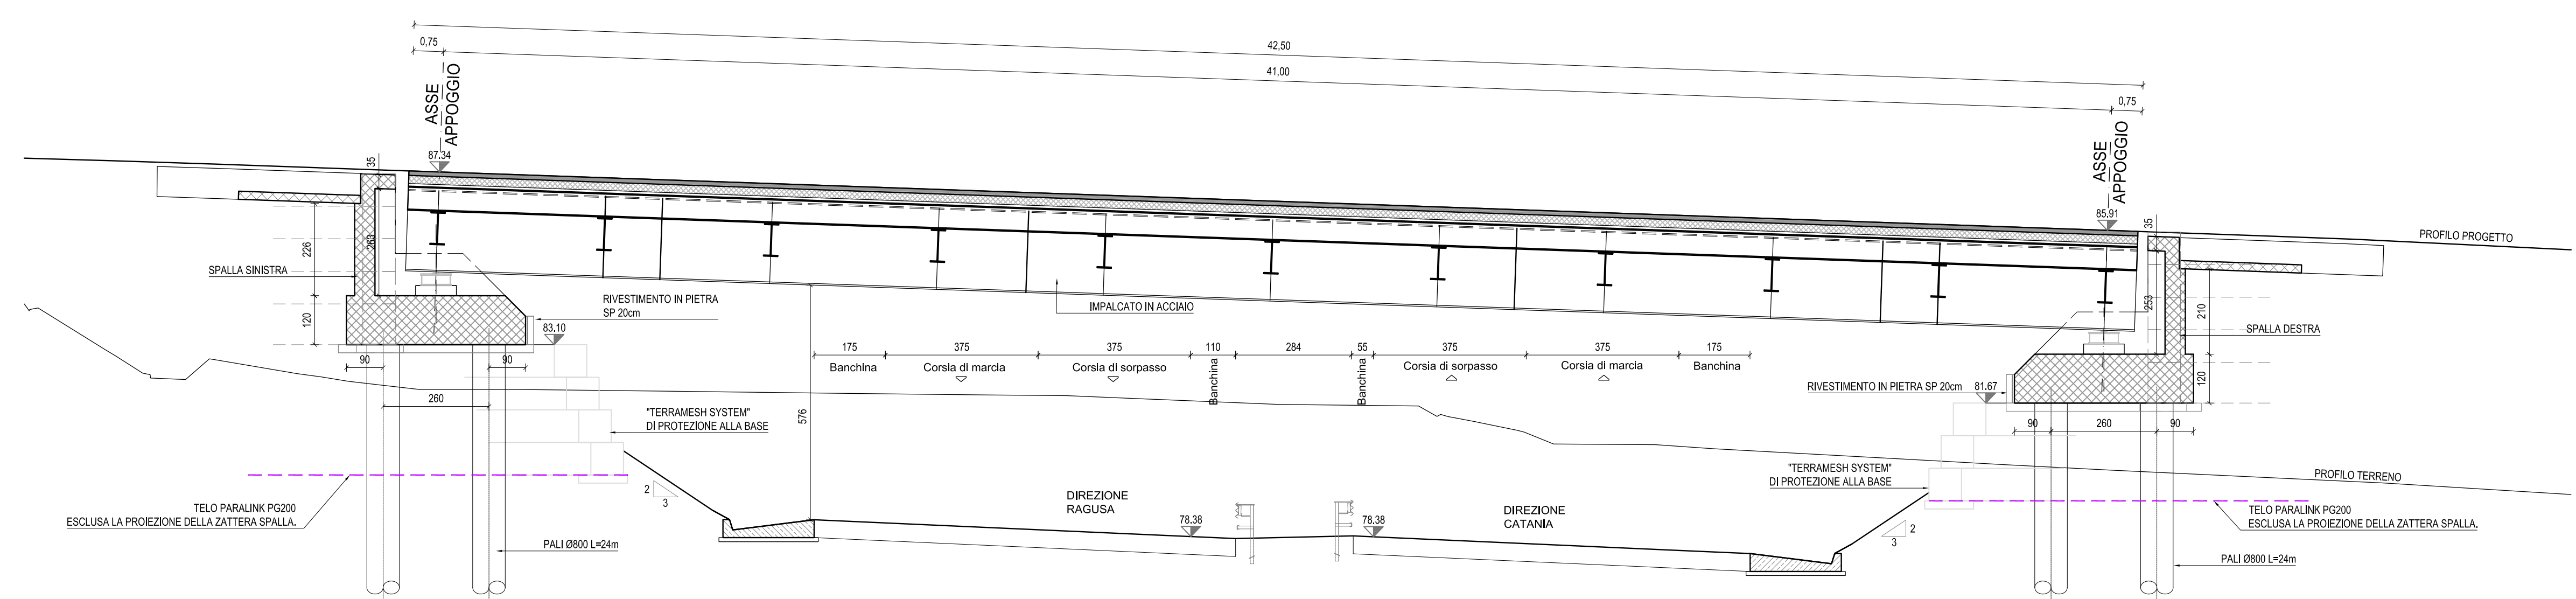 42,50
0,75
41,00
0,75
ASSE
APPOGGIO
ASSE
APPOGGIO
87.34
85.91
35
35
PROFILO PROGETTO
226
263
SPALLA SINISTRA
120
90
90
260
RIVESTIMENTO IN PIETRA
SP 20cm
83.10
IMPALCATO IN ACCIAIO
253
210
SPALLA DESTRA
120
175
375
375
110
284
55
375
375
175
Banchina
Corsia di marcia
Corsia di sorpasso
Banchina
Banchina
Corsia di sorpasso
Corsia di marcia
Banchina
RIVESTIMENTO IN PIETRA SP 20cm
81.67
90
260
90
"TERRAMESH SYSTEM"
DI PROTEZIONE ALLA BASE
576
"TERRAMESH SYSTEM"
DI PROTEZIONE ALLA BASE
PROFILO TERRENO
2
3
DIREZIONE
RAGUSA
DIREZIONE
CATANIA
78.38
78.38
2
3
TELO PARALINK PG200
ESCLUSA LA PROIEZIONE DELLA ZATTERA SPALLA.
TELO PARALINK PG200
ESCLUSA LA PROIEZIONE DELLA ZATTERA SPALLA.
PALI Ø800 L=24m
PALI Ø800 L=24m